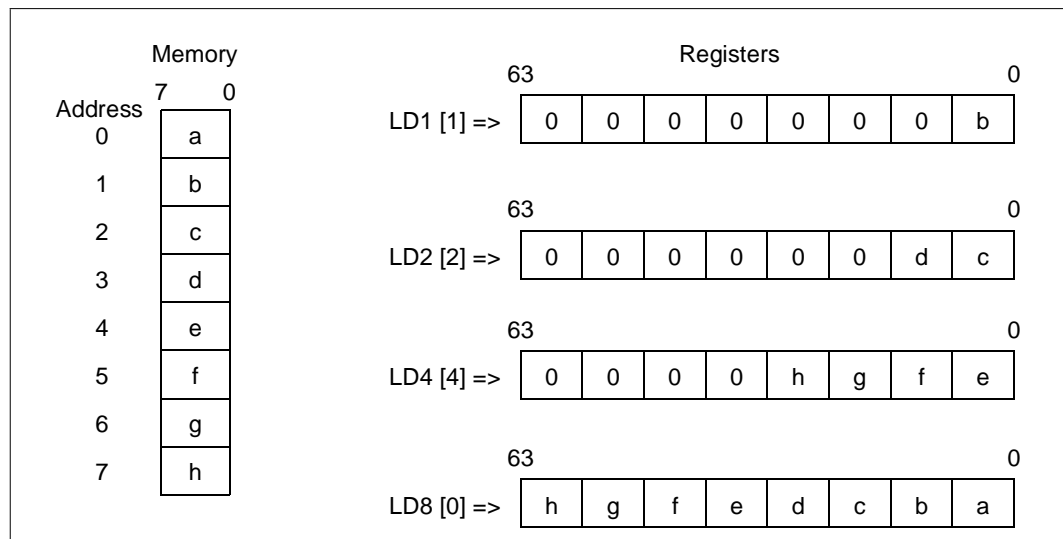 Memory
7 0
Address
0 a
1 b
2 c
3 d
4 e
5 f
6 g
7 h
Registers
63 0
LD1 [1] => 0 0 0 0 0 0 0 b
63 0
LD2 [2] => 0 0 0 0 0 0 d c
63 0
LD4 [4] => 0 0 0 0 h g f e
63 0
LD8 [0] => h g f e d c b a